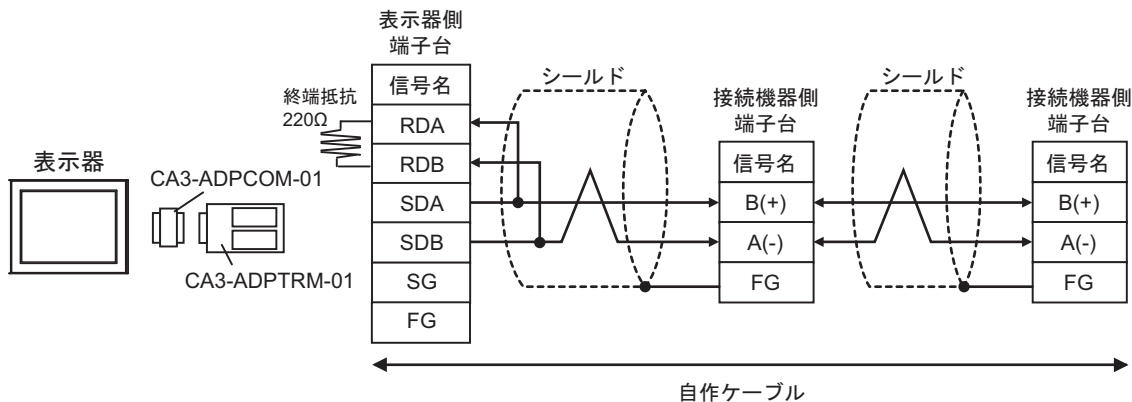 表示器
CA3-ADPCOM-01
CA3-ADPTRM-01
終端抵抗
220Ω
表示器側
端子台
信号名
RDA
RDB
SDA
SDB
SG
FG
シールド
接続機器側
端子台
信号名
B(+)
A(-)
FG
シールド
接続機器側
端子台
信号名
B(+)
A(-)
FG
自作ケーブル